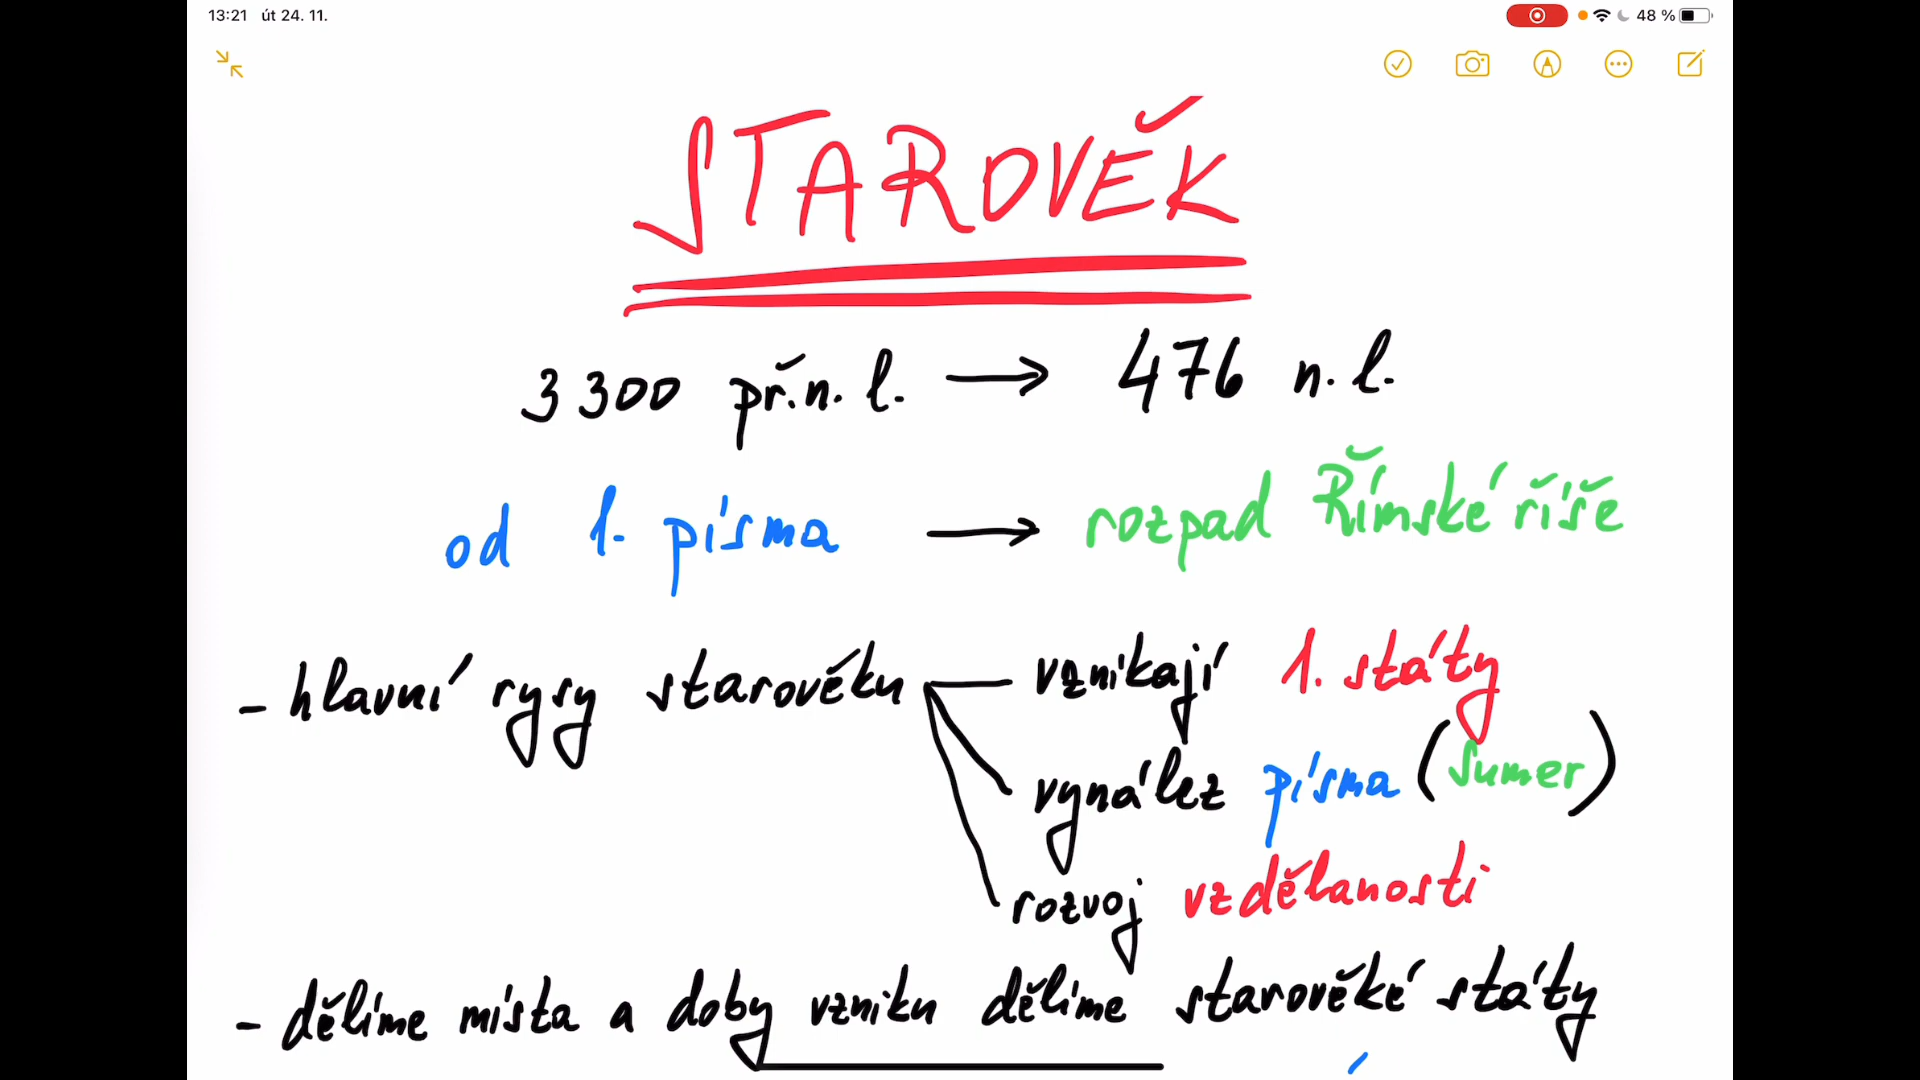 13:21 út 24. 11. 48 %
STAROVĚK
3 300 př. n. l. → 476 n. l.
od 1. písma → rozpad Římské říše
- hlavní rysy starověku — vznikají 1. státy
vynález písma (Sumer)
rozvoj vzdělanosti
- dělíme místa a doby vzniku dělíme starověké státy